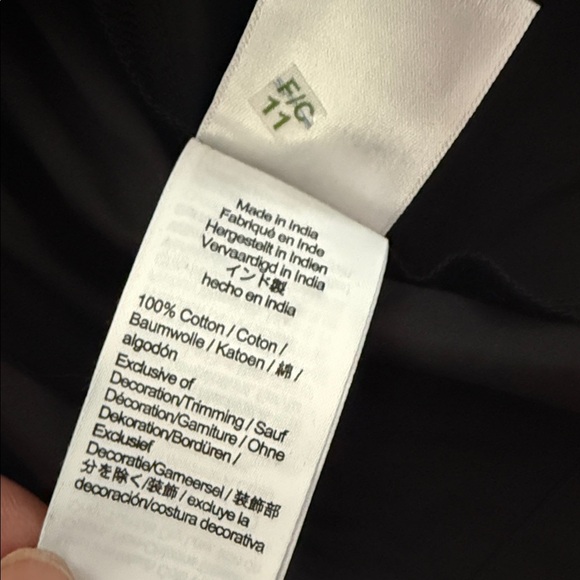 F/G
11
Made in India
Fabriqué en Inde
Hergestellt in Indien
Vervaardigd in India
インド製
hecho en india
100% Cotton / Coton /
Baumwolle / Katoen / 綿 /
algodón
Exclusive of
Decoration/Trimming / Sauf
Décoration/Garniture / Ohne
Dekoration/Bordüren /
Exclusief
Decoratie/Garneersel / 装飾部
分を除く/装飾 / excluye la
decoración/costura decorativa